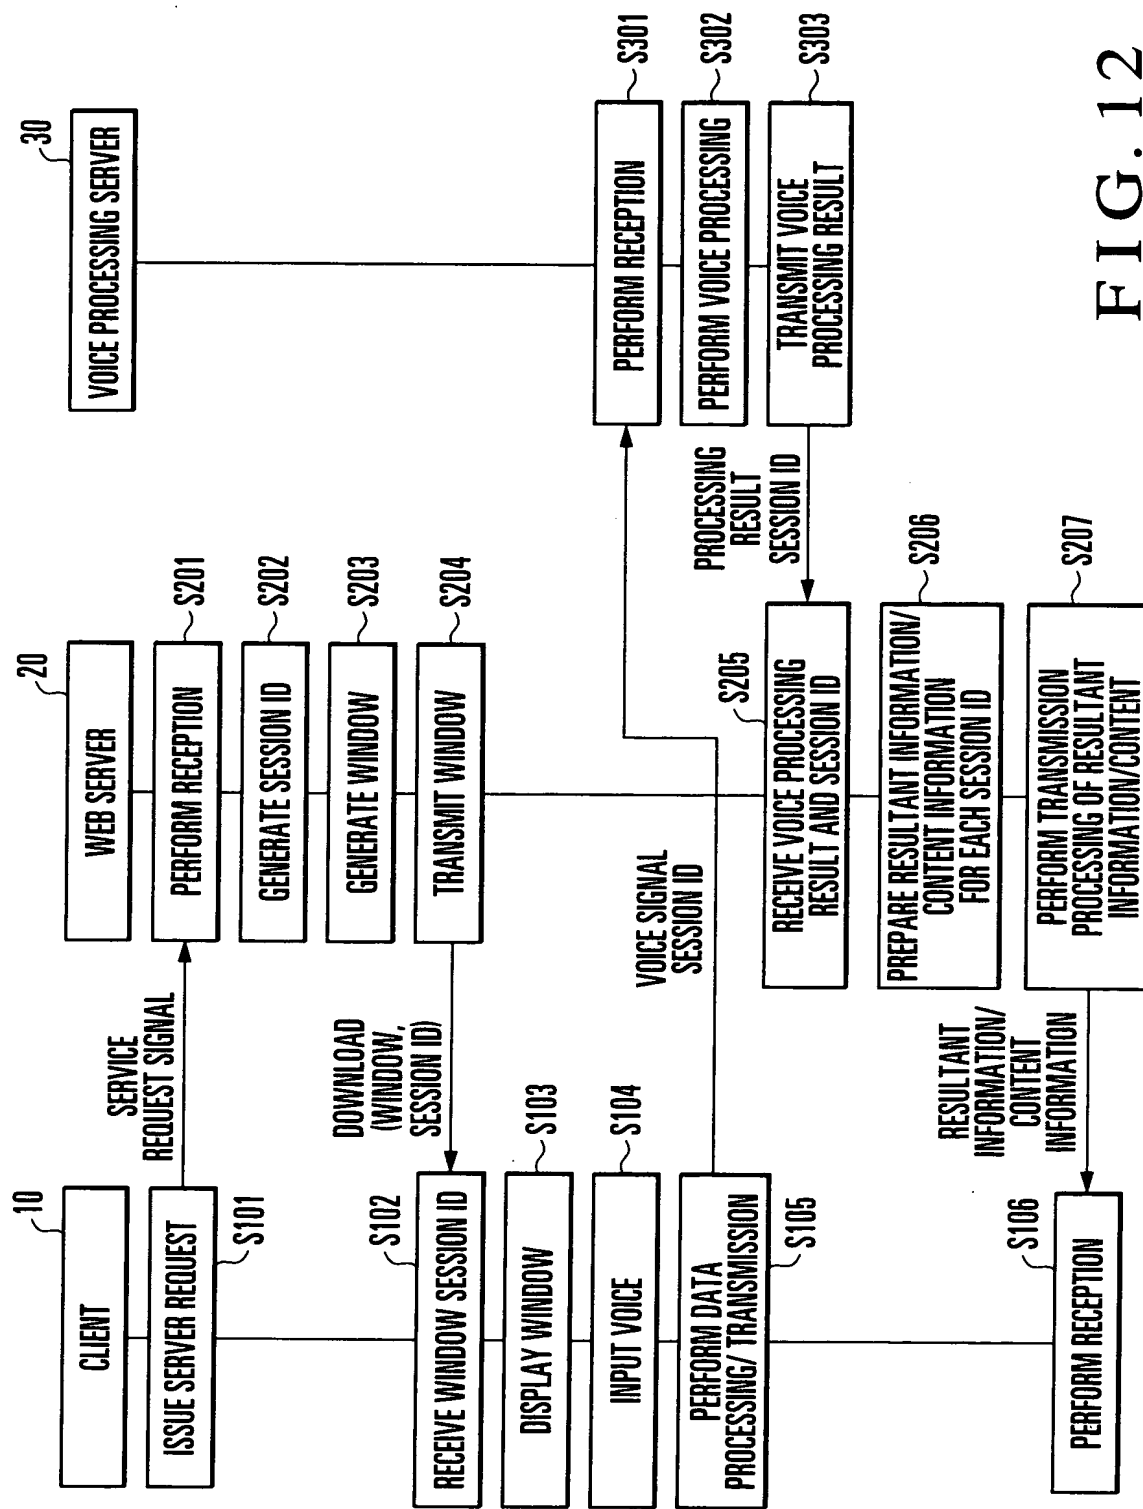 10
CLIENT
ISSUE SERVER REQUEST
S101
SERVICE
REQUEST SIGNAL
20
WEB SERVER
PERFORM RECEPTION
S201
GENERATE SESSION ID
S202
GENERATE WINDOW
S203
TRANSMIT WINDOW
S204
DOWNLOAD
(WINDOW,
SESSION ID)
RECEIVE WINDOW SESSION ID
S102
DISPLAY WINDOW
S103
INPUT VOICE
S104
PERFORM DATA
PROCESSING/ TRANSMISSION
S105
VOICE SIGNAL
SESSION ID
30
VOICE PROCESSING SERVER
PERFORM RECEPTION
S301
PERFORM VOICE PROCESSING
S302
TRANSMIT VOICE
PROCESSING RESULT
S303
PROCESSING
RESULT
SESSION ID
S205
RECEIVE VOICE PROCESSING
RESULT AND SESSION ID
PREPARE RESULTANT INFORMATION/
CONTENT INFORMATION
FOR EACH SESSION ID
S206
PERFORM TRANSMISSION
PROCESSING OF RESULTANT
INFORMATION/CONTENT
S207
RESULTANT
INFORMATION/
CONTENT
INFORMATION
S106
PERFORM RECEPTION
FIG. 12